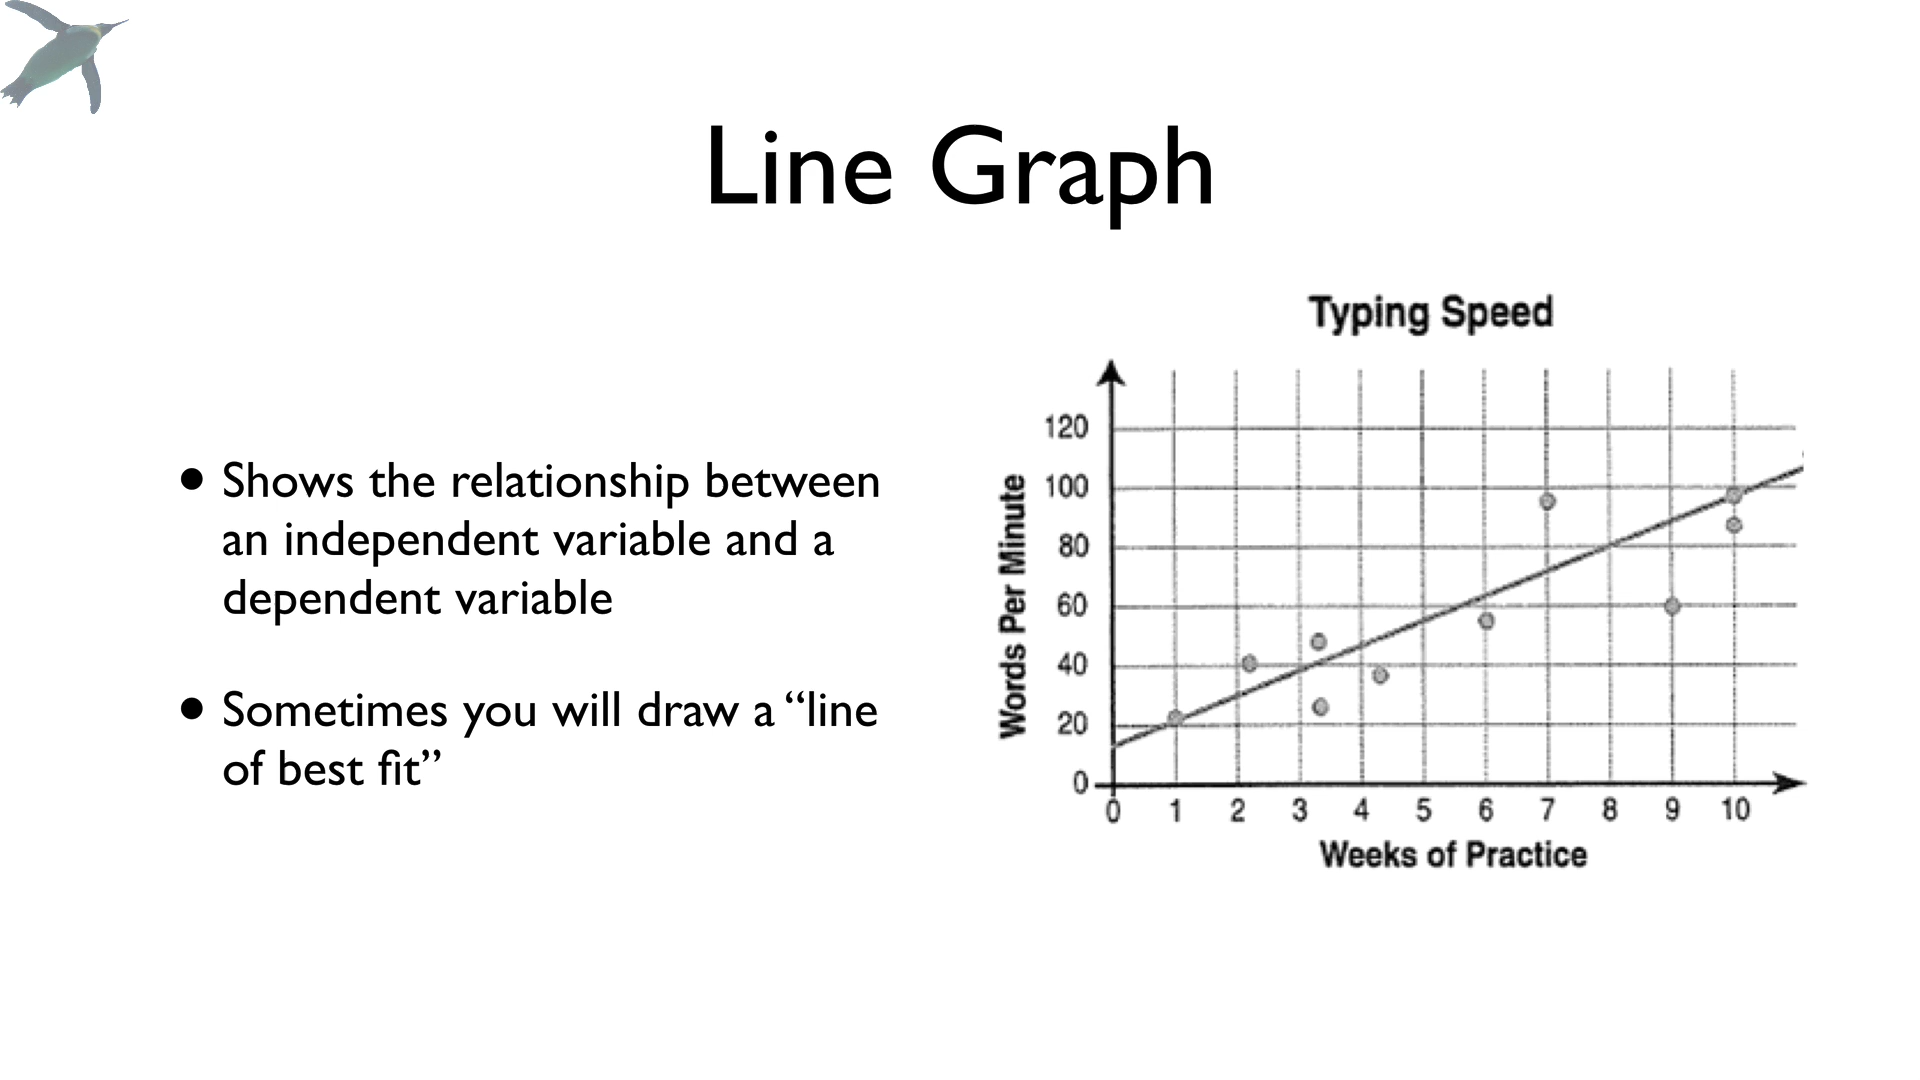 Line Graph
• Shows the relationship between
an independent variable and a
dependent variable
• Sometimes you will draw a “line
of best fit”
Typing Speed
Words Per Minute
120
100
80
60
40
20
0
0 1 2 3 4 5 6 7 8 9 10
Weeks of Practice